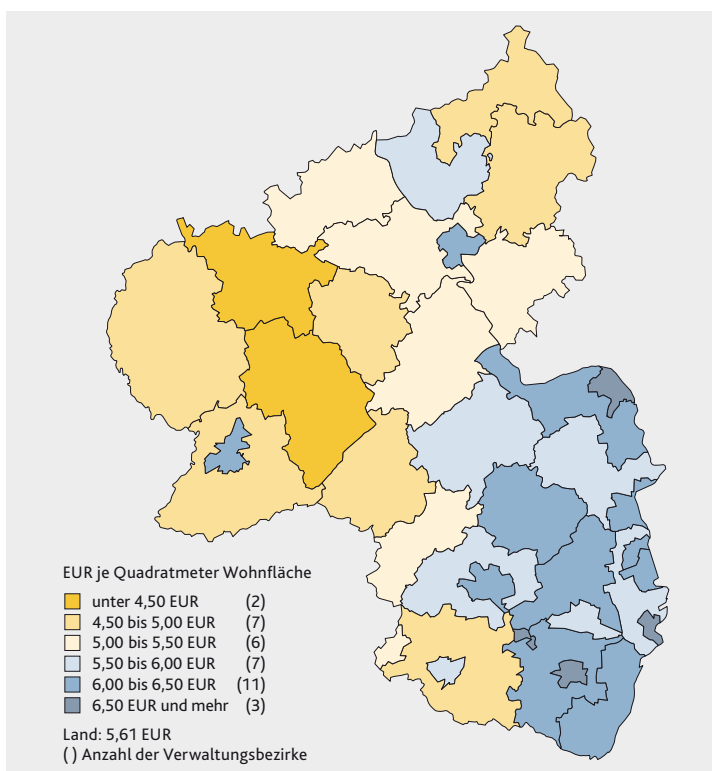 EUR je Quadratmeter Wohnfläche
unter 4,50 EUR (2)
4,50 bis 5,00 EUR (7)
5,00 bis 5,50 EUR (6)
5,50 bis 6,00 EUR (7)
6,00 bis 6,50 EUR (11)
6,50 EUR und mehr (3)
Land: 5,61 EUR
( ) Anzahl der Verwaltungsbezirke